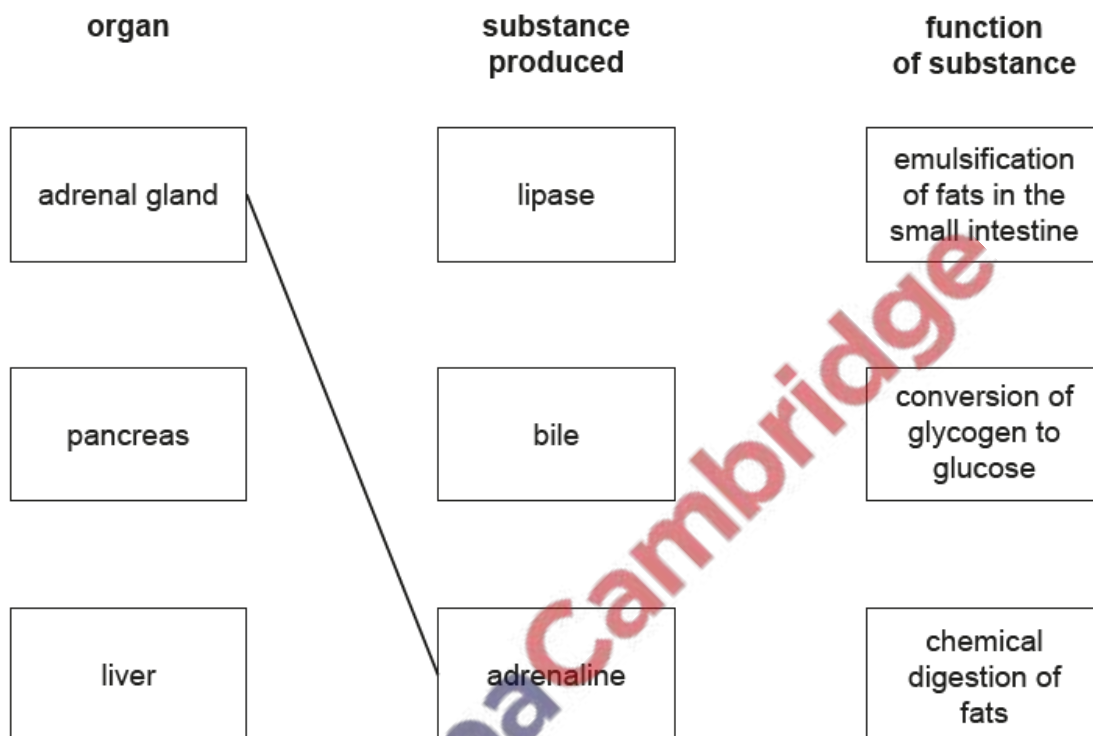 organ
substance
produced
function
of substance
adrenal gland
lipase
emulsification
of fats in the
small intestine
pancreas
bile
conversion of
glycogen to
glucose
liver
adrenaline
chemical
digestion of
fats
Cambridge